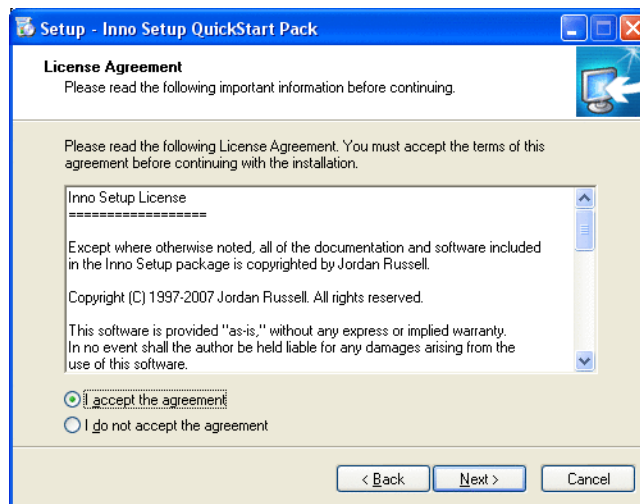 Setup - Inno Setup QuickStart Pack
License Agreement
Please read the following important information before continuing.
Please read the following License Agreement. You must accept the terms of this
agreement before continuing with the installation.
Inno Setup License
==================
Except where otherwise noted, all of the documentation and software included
in the Inno Setup package is copyrighted by Jordan Russell.
Copyright (C) 1997-2007 Jordan Russell. All rights reserved.
This software is provided "as-is," without any express or implied warranty.
In no event shall the author be held liable for any damages arising from the
use of this software.
I accept the agreement
I do not accept the agreement
< Back
Next >
Cancel